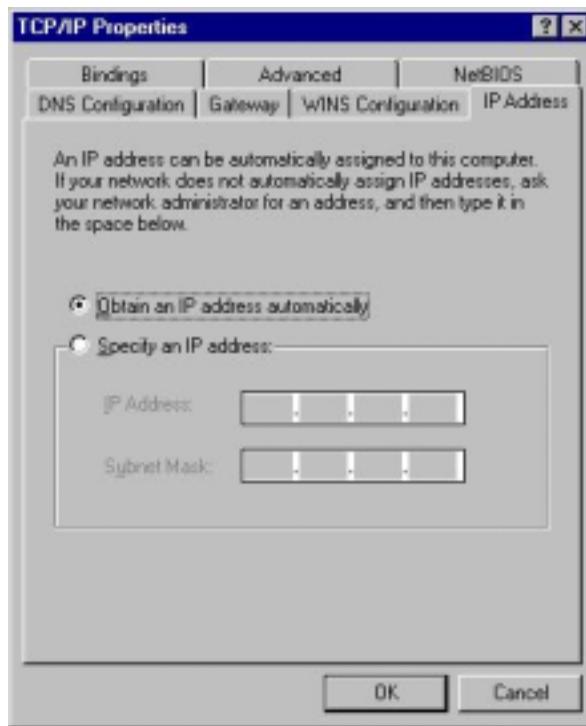 TCP/IP Properties
Bindings Advanced NetBIOS
DNS Configuration Gateway WINS Configuration IP Address
An IP address can be automatically assigned to this computer.
If your network does not automatically assign IP addresses, ask
your network administrator for an address, and then type it in
the space below.
Obtain an IP address automatically
Specify an IP address:
IP Address:
Subnet Mask:
OK Cancel